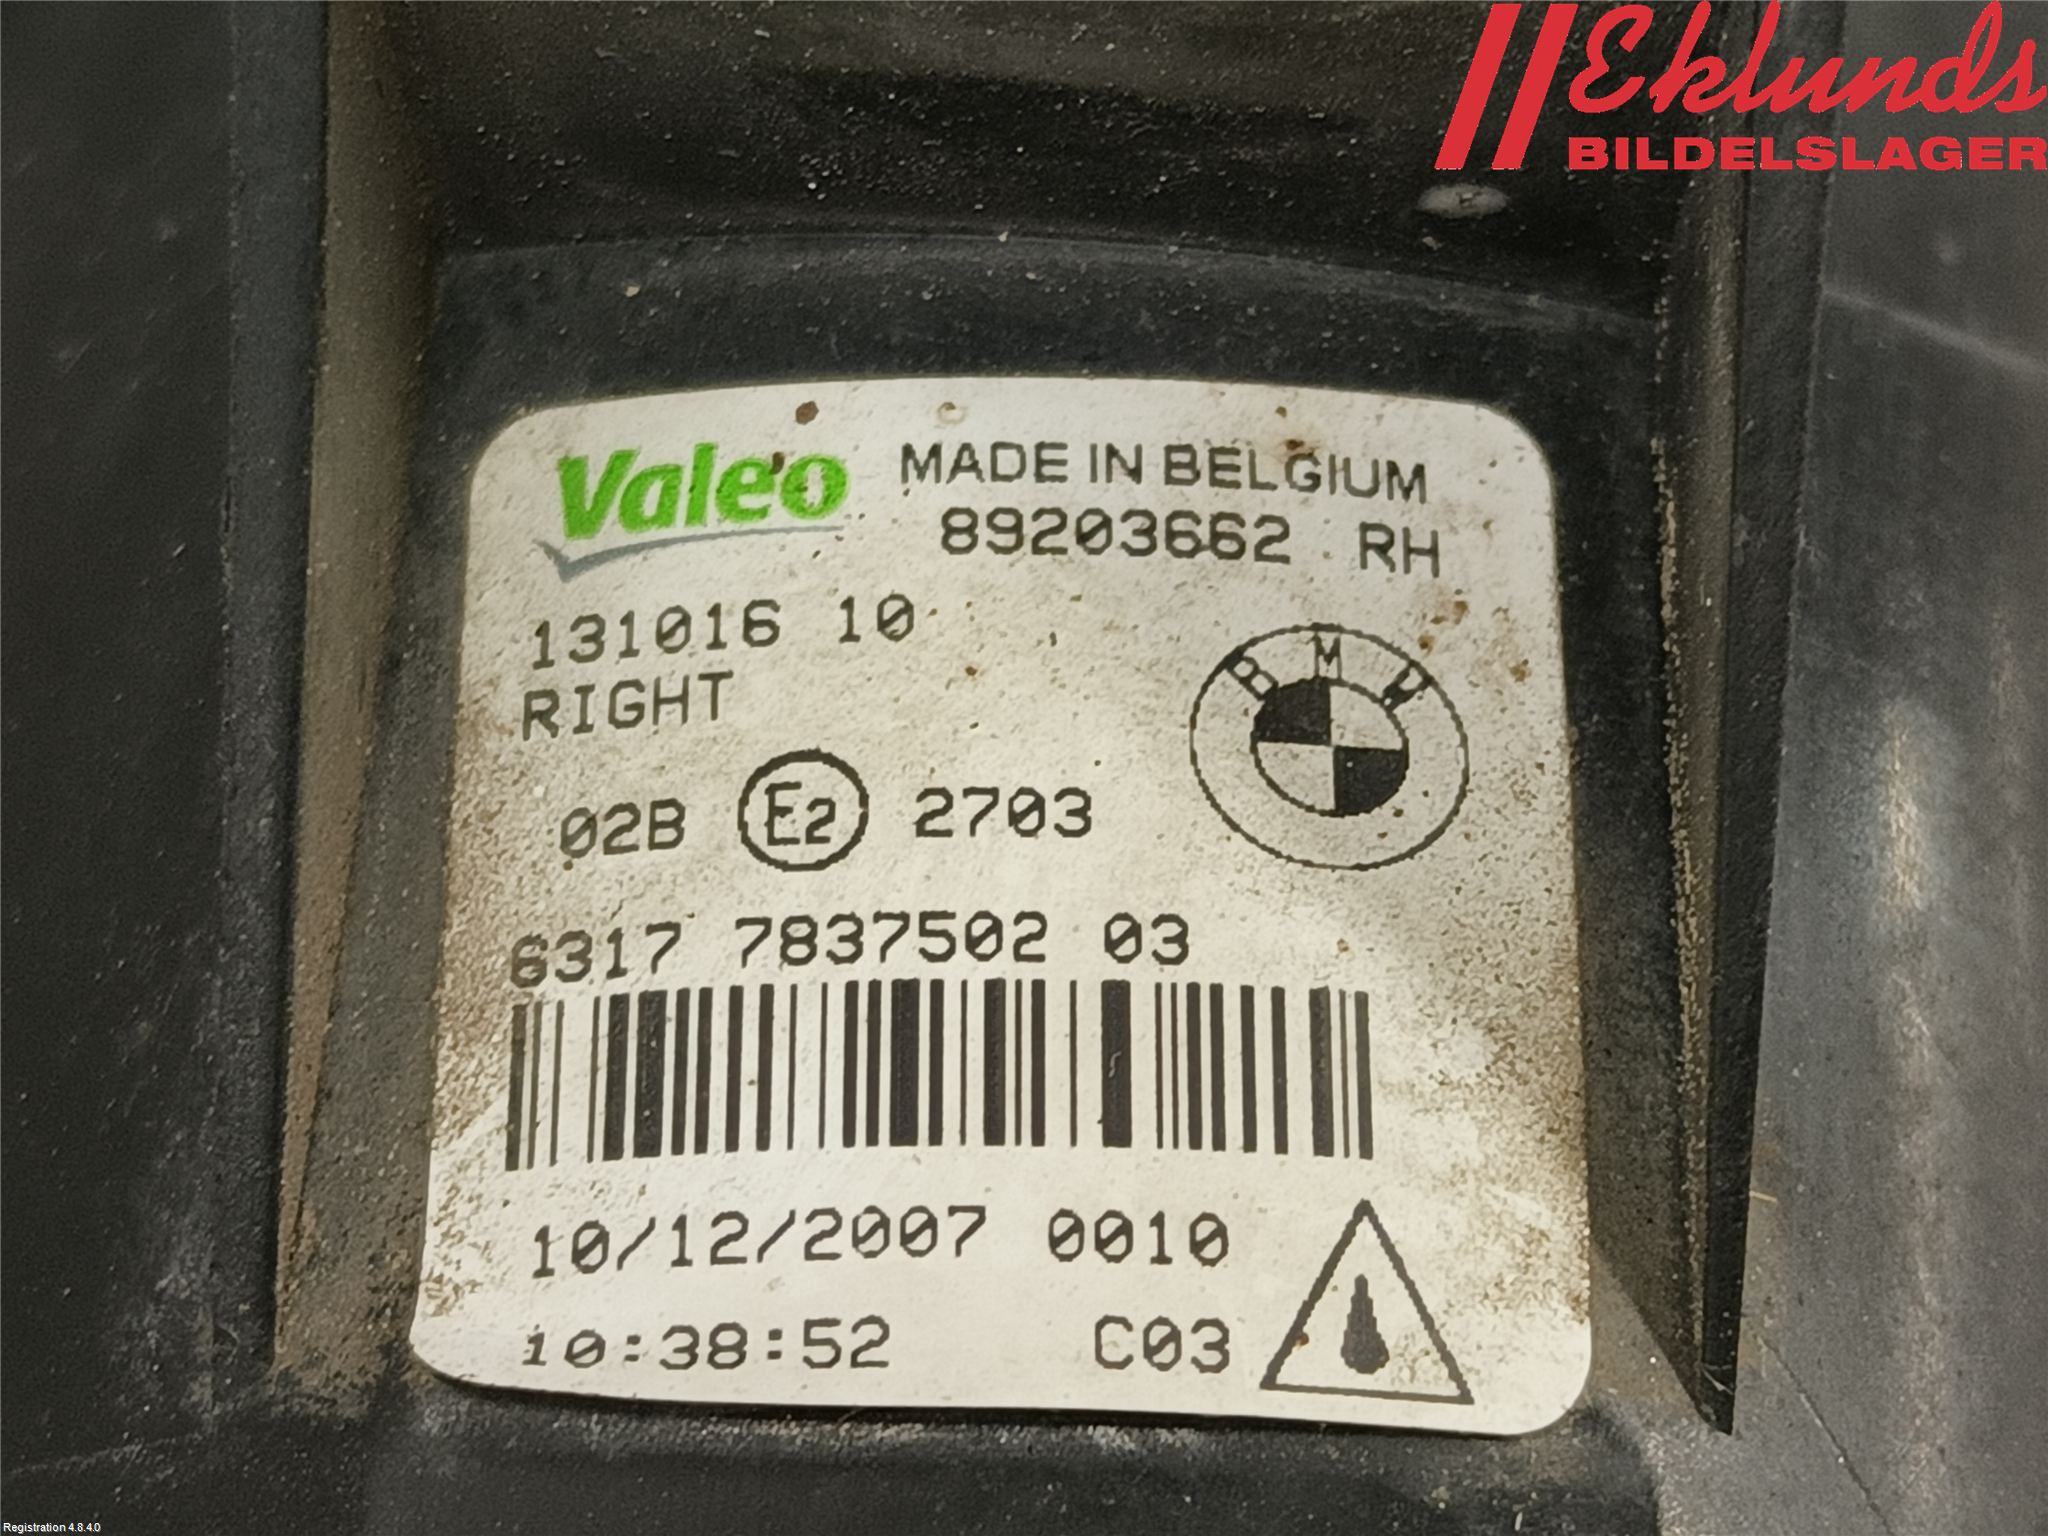 Eklunds
BILDELSLAGER
Valeo MADE IN BELGIUM
89203662 RH
131016 10
RIGHT
BMW
02B E2 2703
6317 7837502 03
10/12/2007 0010
10:38:52 C03
Registration 4.8.4.0